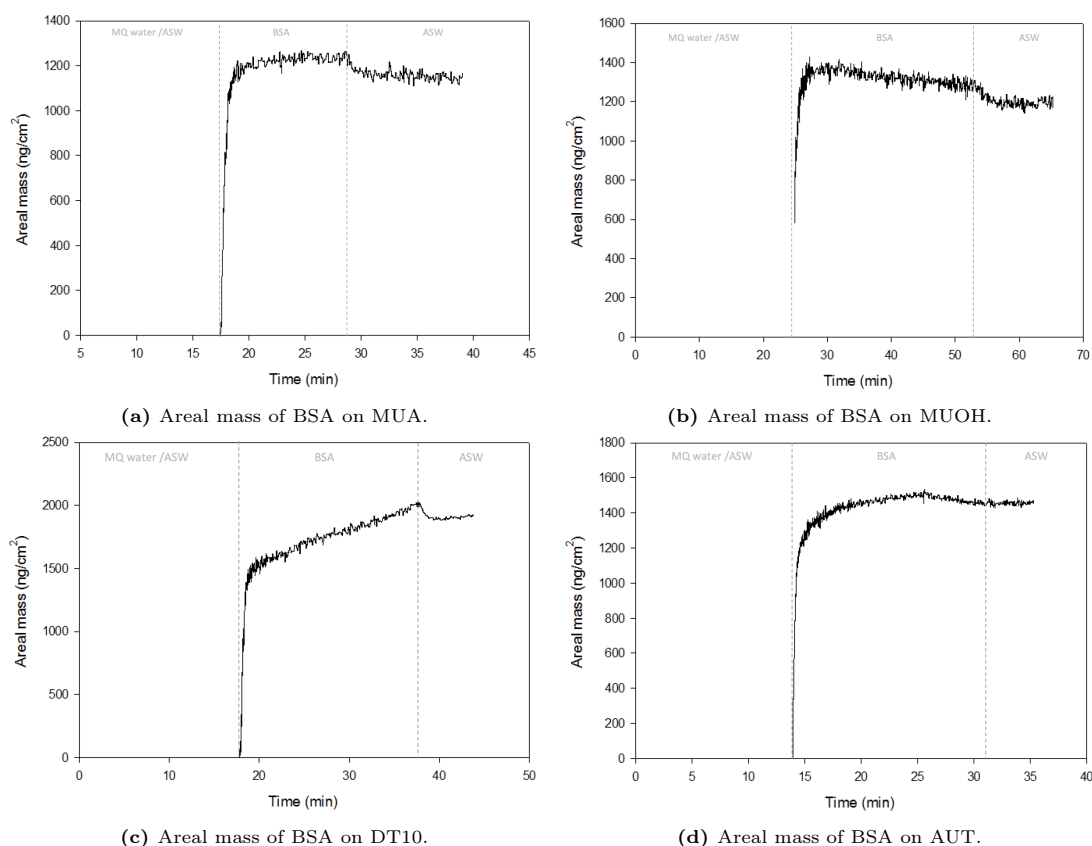 1400
1200
1000
800
600
400
200
0
Areal mass (ng/cm²)
MQ water /ASW BSA ASW
5 10 15 20 25 30 35 40 45
Time (min)
(a) Areal mass of BSA on MUA.
1600
1400
1200
1000
800
600
400
200
0
Areal mass (ng/cm²)
MQ water /ASW BSA ASW
0 10 20 30 40 50 60 70
Time (min)
(b) Areal mass of BSA on MUOH.
2500
2000
1500
1000
500
0
Areal mass (ng/cm²)
MQ water /ASW BSA ASW
0 10 20 30 40 50
Time (min)
(c) Areal mass of BSA on DT10.
1800
1600
1400
1200
1000
800
600
400
200
0
Areal mass (ng/cm²)
MQ water /ASW BSA ASW
0 5 10 15 20 25 30 35 40
Time (min)
(d) Areal mass of BSA on AUT.